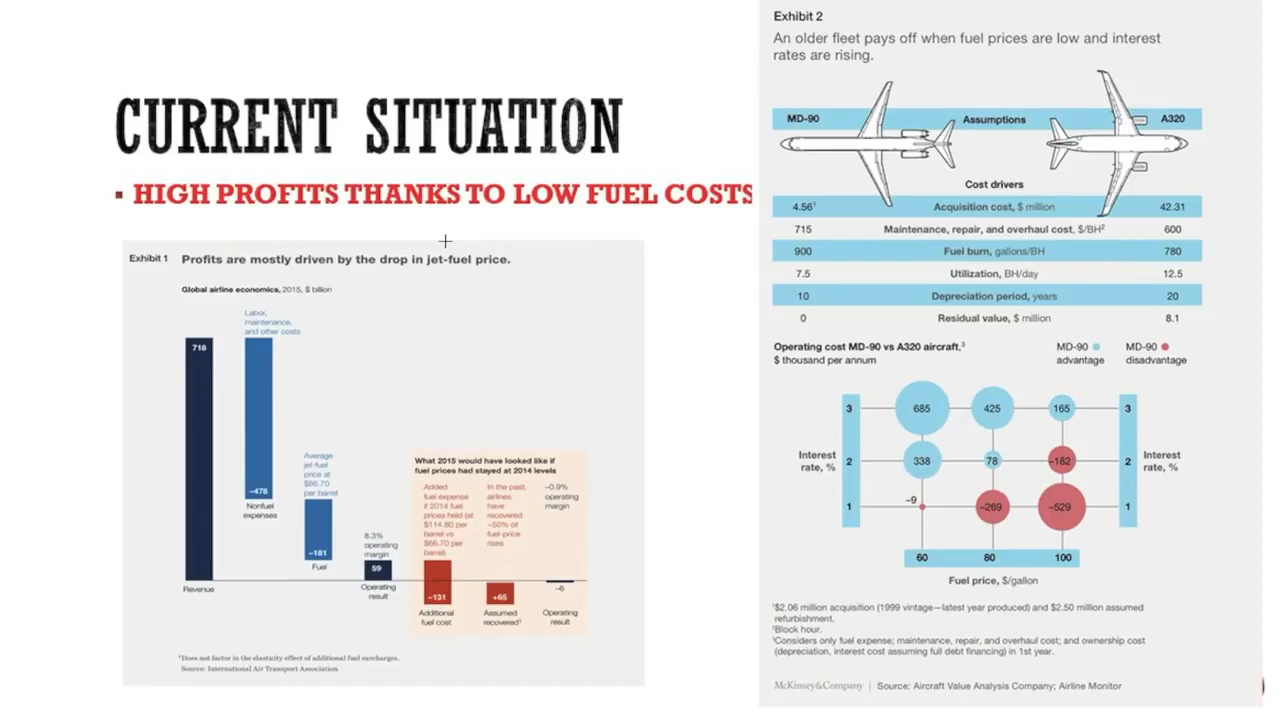 CURRENT SITUATION
▪ HIGH PROFITS THANKS TO LOW FUEL COSTS
Exhibit 1 Profits are mostly driven by the drop in jet-fuel price.
Global airline economics, 2015, $ billion
718
Revenue
Labor,
maintenance,
and other costs
–478
Nonfuel
expenses
Average
jet-fuel
price at
$66.70
per barrel
–181
Fuel
8.3%
operating
margin
59
Operating
result
What 2015 would have looked like if
fuel prices had stayed at 2014 levels
Added
fuel expense
if 2014 fuel
prices held (at
$114.80 per
barrel vs
$66.70 per
barrel)
–131
Additional
fuel cost
In the past,
airlines
have
recovered
~50% of
fuel-price
rises
+65
Assumed
recovered¹
–0.9%
operating
margin
–6
Operating
result
¹Does not factor in the elasticity effect of additional fuel surcharges.
Source: International Air Transport Association
Exhibit 2
An older fleet pays off when fuel prices are low and interest
rates are rising.
MD-90 Assumptions A320
Cost drivers
4.56¹ Acquisition cost, $ million 42.31
715 Maintenance, repair, and overhaul cost, $/BH² 600
900 Fuel burn, gallons/BH 780
7.5 Utilization, BH/day 12.5
10 Depreciation period, years 20
0 Residual value, $ million 8.1
Operating cost MD-90 vs A320 aircraft,³
$ thousand per annum
MD-90
advantage
MD-90
disadvantage
3 685 425 165 3
Interest
rate, %
2 338 78 –182 2
Interest
rate, %
1 –9 –269 –529 1
60 80 100
Fuel price, $/gallon
¹$2.06 million acquisition (1999 vintage—latest year produced) and $2.50 million assumed
refurbishment.
²Block hour.
³Considers only fuel expense; maintenance, repair, and overhaul cost; and ownership cost
(depreciation, interest cost assuming full debt financing) in 1st year.
McKinsey&Company | Source: Aircraft Value Analysis Company; Airline Monitor